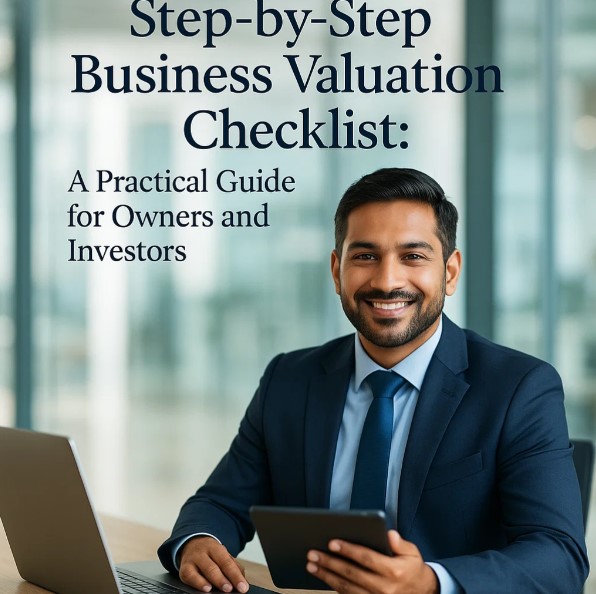 Step-by-Step
Business Valuation
Checklist:
A Practical Guide
for Owners and
Investors